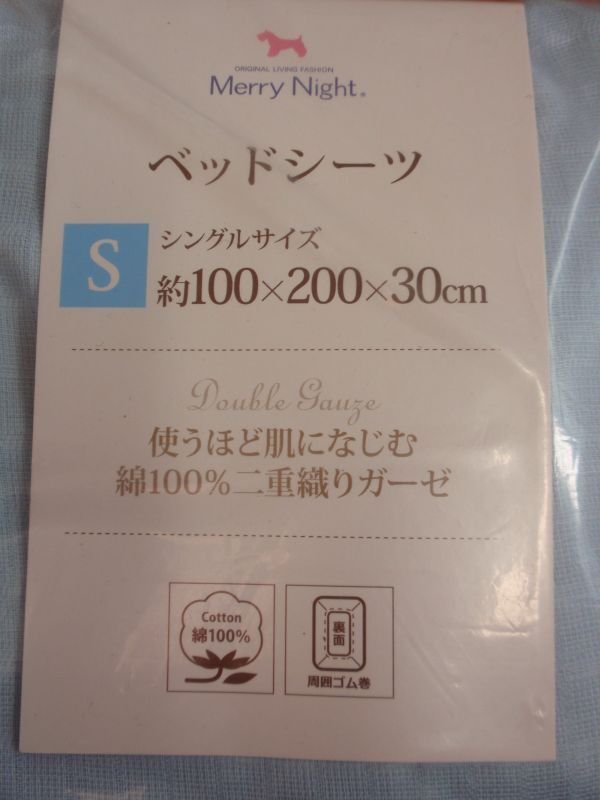 ORIGINAL LIVING FASHION
Merry Night®
ベッドシーツ
S
シングルサイズ
約100×200×30cm
Double Gauze
使うほど肌になじむ
綿100%二重織りガーゼ
Cotton
綿100%
裏面
周囲ゴム巻